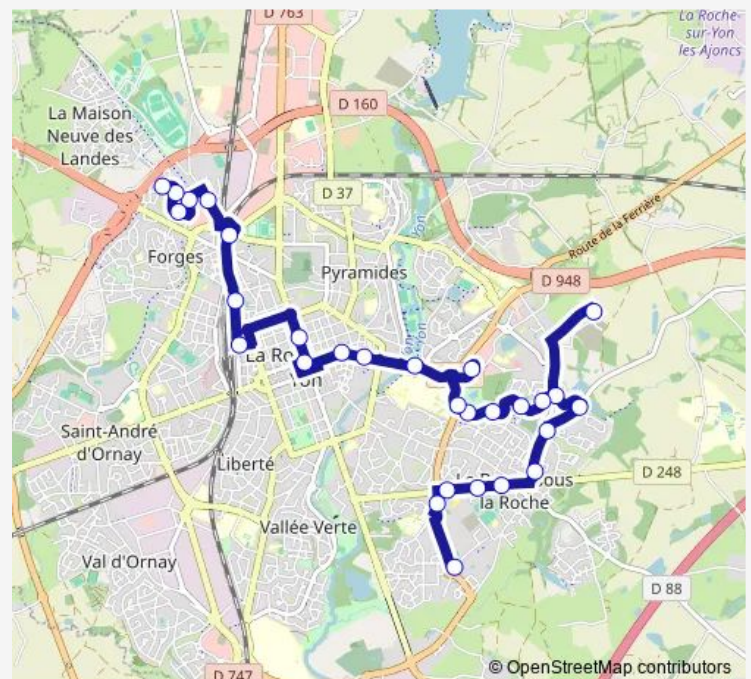 D 763
La Roche-
sur-Yon
les Ajoncs
D 160
La Maison
Neuve des
Landes
D 37
Route de la Ferrière
Yon
Forges
Pyramides
D 948
Yon
La Ro
Yon
Saint-André
d'Ornay
Liberté
D 248
la Roche
Vallée Verte
Val d'Ornay
D 88
D 747
© OpenStreetMap contributors